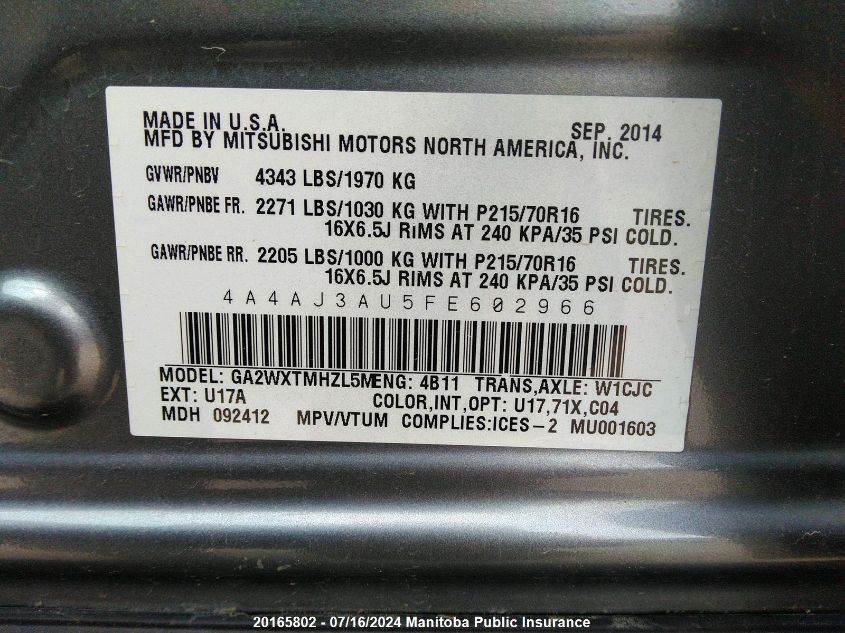 MADE IN U.S.A. SEP. 2014
MFD BY MITSUBISHI MOTORS NORTH AMERICA, INC.
GVWR/PNBV 4343 LBS/1970 KG
GAWR/PNBE FR. 2271 LBS/1030 KG WITH P215/70R16 TIRES.
16X6.5J RIMS AT 240 KPA/35 PSI COLD.
GAWR/PNBE RR. 2205 LBS/1000 KG WITH P215/70R16 TIRES.
16X6.5J RIMS AT 240 KPA/35 PSI COLD.
4A4AJ3AU5FE602966
MODEL: GA2WXTMHZL5M ENG: 4B11 TRANS,AXLE: W1CJC
EXT: U17A COLOR,INT,OPT: U17,71X,C04
MDH 092412 MPV/VTUM COMPLIES:ICES-2 MU001603
20165802 - 07/16/2024 Manitoba Public Insurance